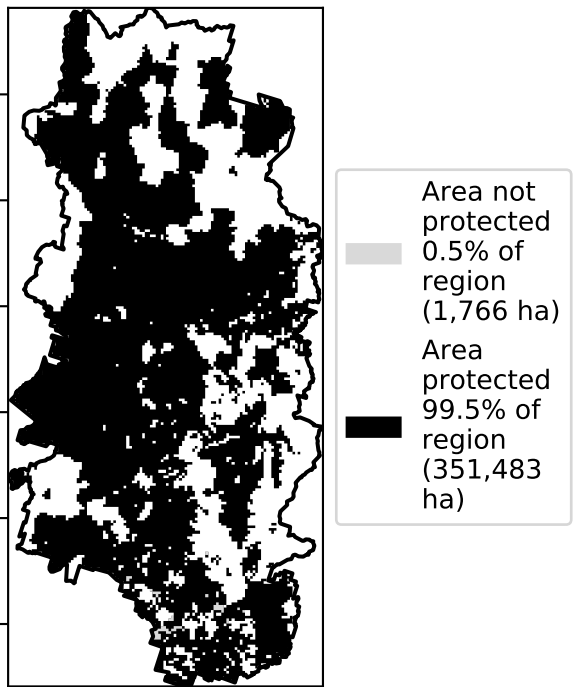 Area not
protected
0.5% of
region
(1,766 ha)
Area
protected
99.5% of
region
(351,483
ha)